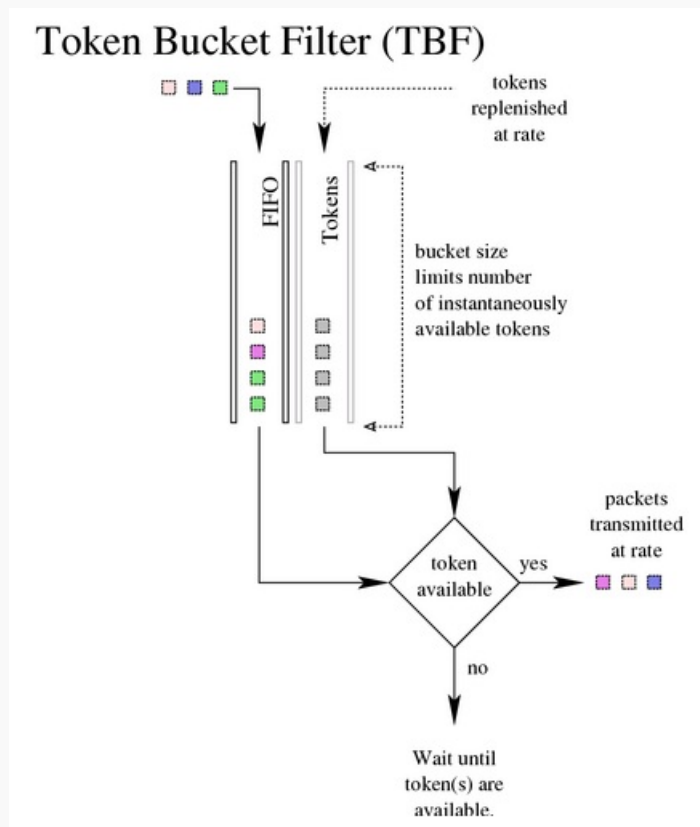 Token Bucket Filter (TBF)
tokens
replenished
at rate
FIFO
Tokens
bucket size
limits number
of instantaneously
available tokens
packets
transmitted
at rate
token
available
yes
no
Wait until
token(s) are
available.